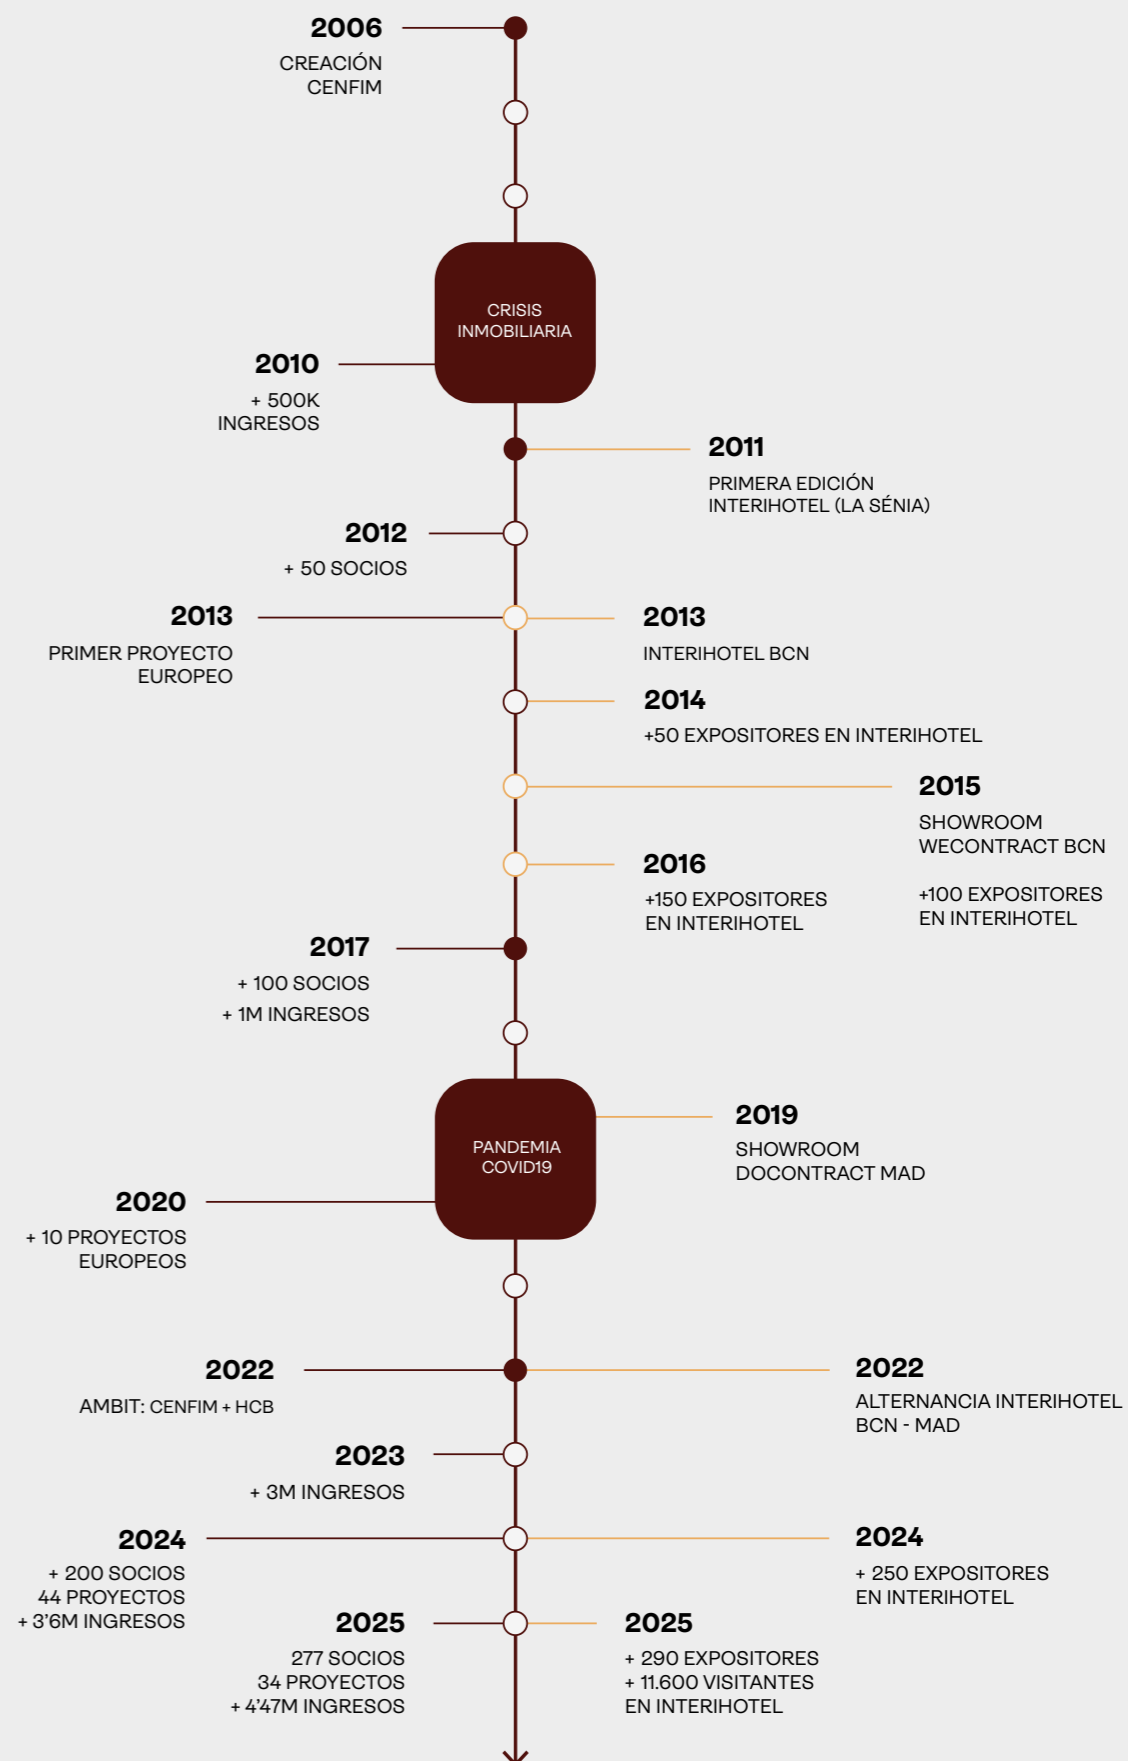 2006
CREACIÓN
CENFIM
CRISIS
INMOBILIARIA
2010
+ 500K
INGRESOS
2011
PRIMERA EDICIÓN
INTERIHOTEL (LA SÉNIA)
2012
+ 50 SOCIOS
2013
PRIMER PROYECTO
EUROPEO
2013
INTERIHOTEL BCN
2014
+50 EXPOSITORES EN INTERIHOTEL
2015
SHOWROOM
WECONTRACT BCN
+100 EXPOSITORES
EN INTERIHOTEL
2016
+150 EXPOSITORES
EN INTERIHOTEL
2017
+ 100 SOCIOS
+ 1M INGRESOS
PANDEMIA
COVID19
2019
SHOWROOM
DOCONTRACT MAD
2020
+ 10 PROYECTOS
EUROPEOS
2022
AMBIT: CENFIM + HCB
2022
ALTERNANCIA INTERIHOTEL
BCN - MAD
2023
+ 3M INGRESOS
2024
+ 200 SOCIOS
44 PROYECTOS
+ 3'6M INGRESOS
2024
+ 250 EXPOSITORES
EN INTERIHOTEL
2025
277 SOCIOS
34 PROYECTOS
+ 4'47M INGRESOS
2025
+ 290 EXPOSITORES
+ 11.600 VISITANTES
EN INTERIHOTEL